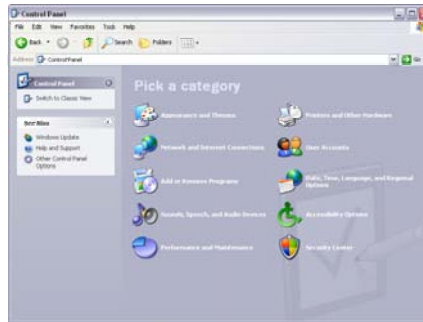 Control Panel
File Edit View Favorites Tools Help
Back Search Folders
Address Control Panel Go
Control Panel
Switch to Classic View
See Also
Windows Update
Help and Support
Other Control Panel
Options
Pick a category
Appearance and Themes
Printers and Other Hardware
Network and Internet Connections
User Accounts
Add or Remove Programs
Date, Time, Language, and Regional
Options
Sounds, Speech, and Audio Devices
Accessibility Options
Performance and Maintenance
Security Center